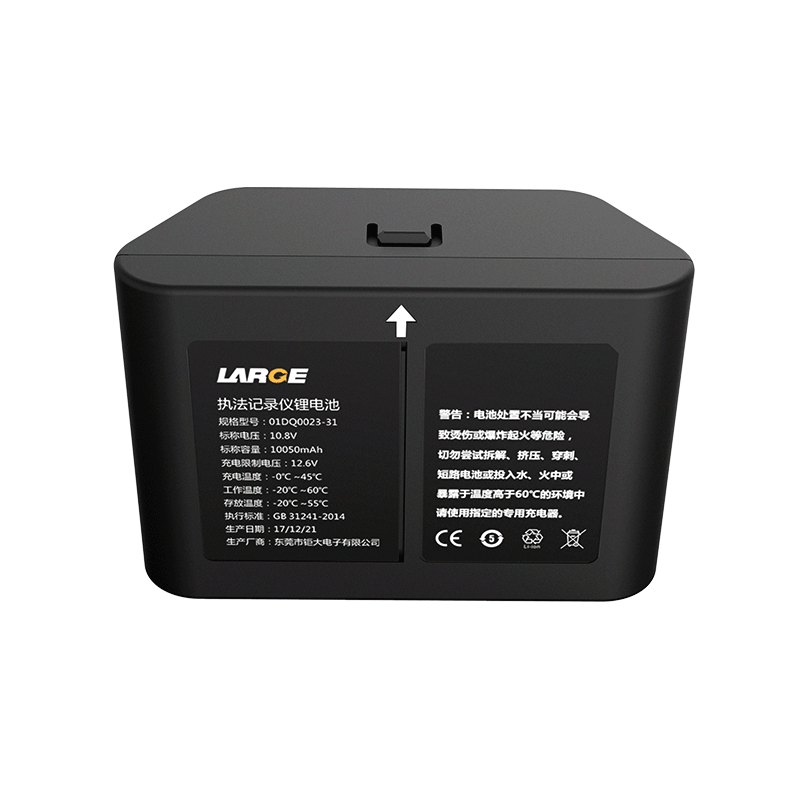 LARGE
执法记录仪锂电池
规格型号：01DQ0023-31
标称电压：10.8V
标称容量：10050mAh
充电限制电压：12.6V
充电温度：-0℃ ~45℃
工作温度：-20℃ ~60℃
存放温度：-20℃ ~55℃
执行标准：GB 31241-2014
生产日期：17/12/21
生产厂商：东莞市钜大电子有限公司
警告：电池处置不当可能会导
致烫伤或爆炸起火等危险，
切勿尝试拆解、挤压、穿刺、
短路电池或投入水、火中或
暴露于温度高于60℃的环境中
请使用指定的专用充电器。
CE
5
Li-ion